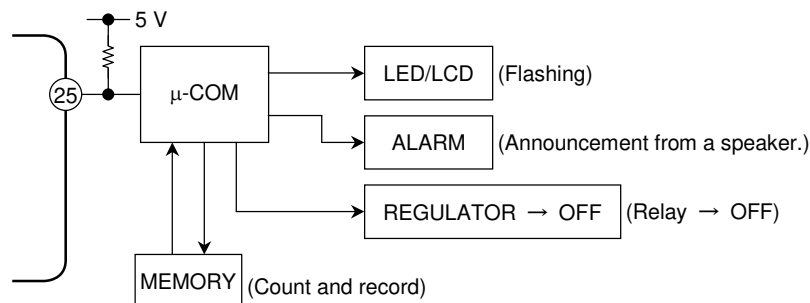 5 V
25
μ-COM
LED/LCD (Flashing)
ALARM (Announcement from a speaker.)
REGULATOR → OFF (Relay → OFF)
MEMORY (Count and record)